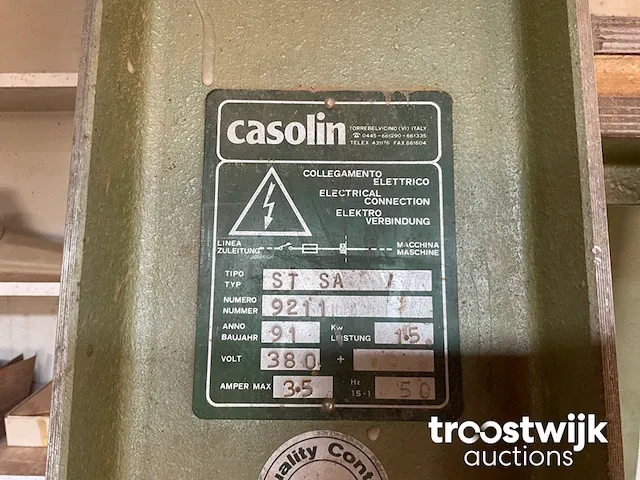 casolin
TORREBELVICINO (VI) ITALY
☎ 0445-661290-661335
TELEX 431176 FAX 661604
COLLEGAMENTO
ELETTRICO
ELECTRICAL
CONNECTION
ELEKTRO
VERBINDUNG
LINEA
ZULEITUNG
MACCHINA
MASCHINE
TIPO
TYP
ST SA /
NUMERO
NUMMER
9211
ANNO
BAUJAHR
91
Kw
LEISTUNG
1.5
VOLT
380
+
AMPER MAX
3.5
Hz
1S-1
50
Quality Cont
troostwijk
auctions